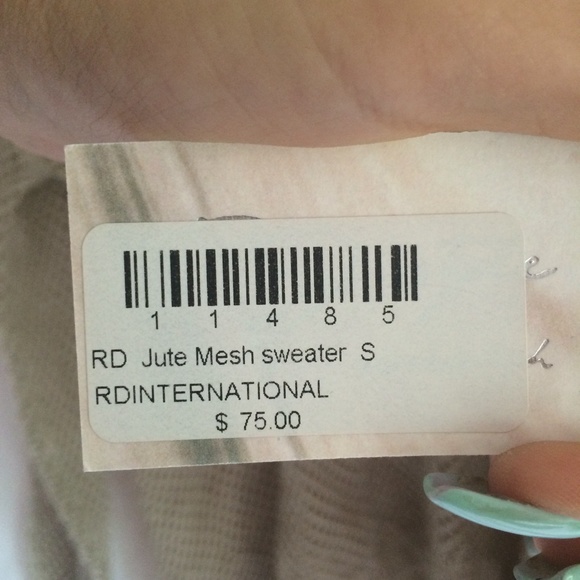 1 1 4 8 5
RD Jute Mesh sweater S
RDINTERNATIONAL
$ 75.00